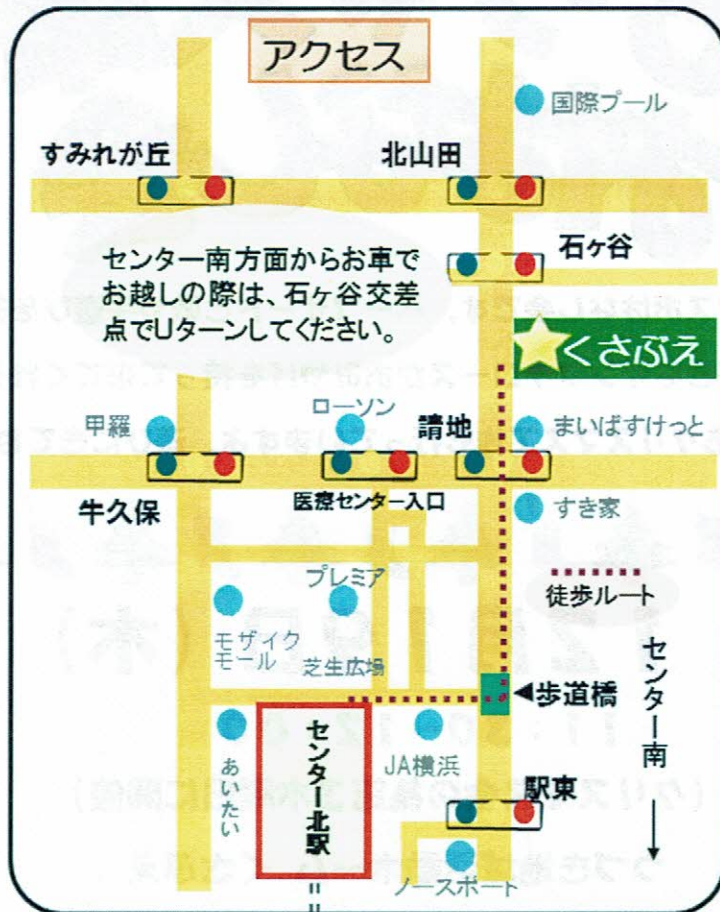 アクセス
国際プール
すみれが丘
北山田
センター南方面からお車で
お越しの際は、石ヶ谷交差
点でUターンしてください。
石ヶ谷
くさぶえ
甲羅
ローソン
請地
まいばすけっと
牛久保
医療センター入口
すき家
プレミア
徒歩ルート
モザイク
モール
芝生広場
センター南
歩道橋
あいたい
センター北駅
JA横浜
駅東
ノースポート